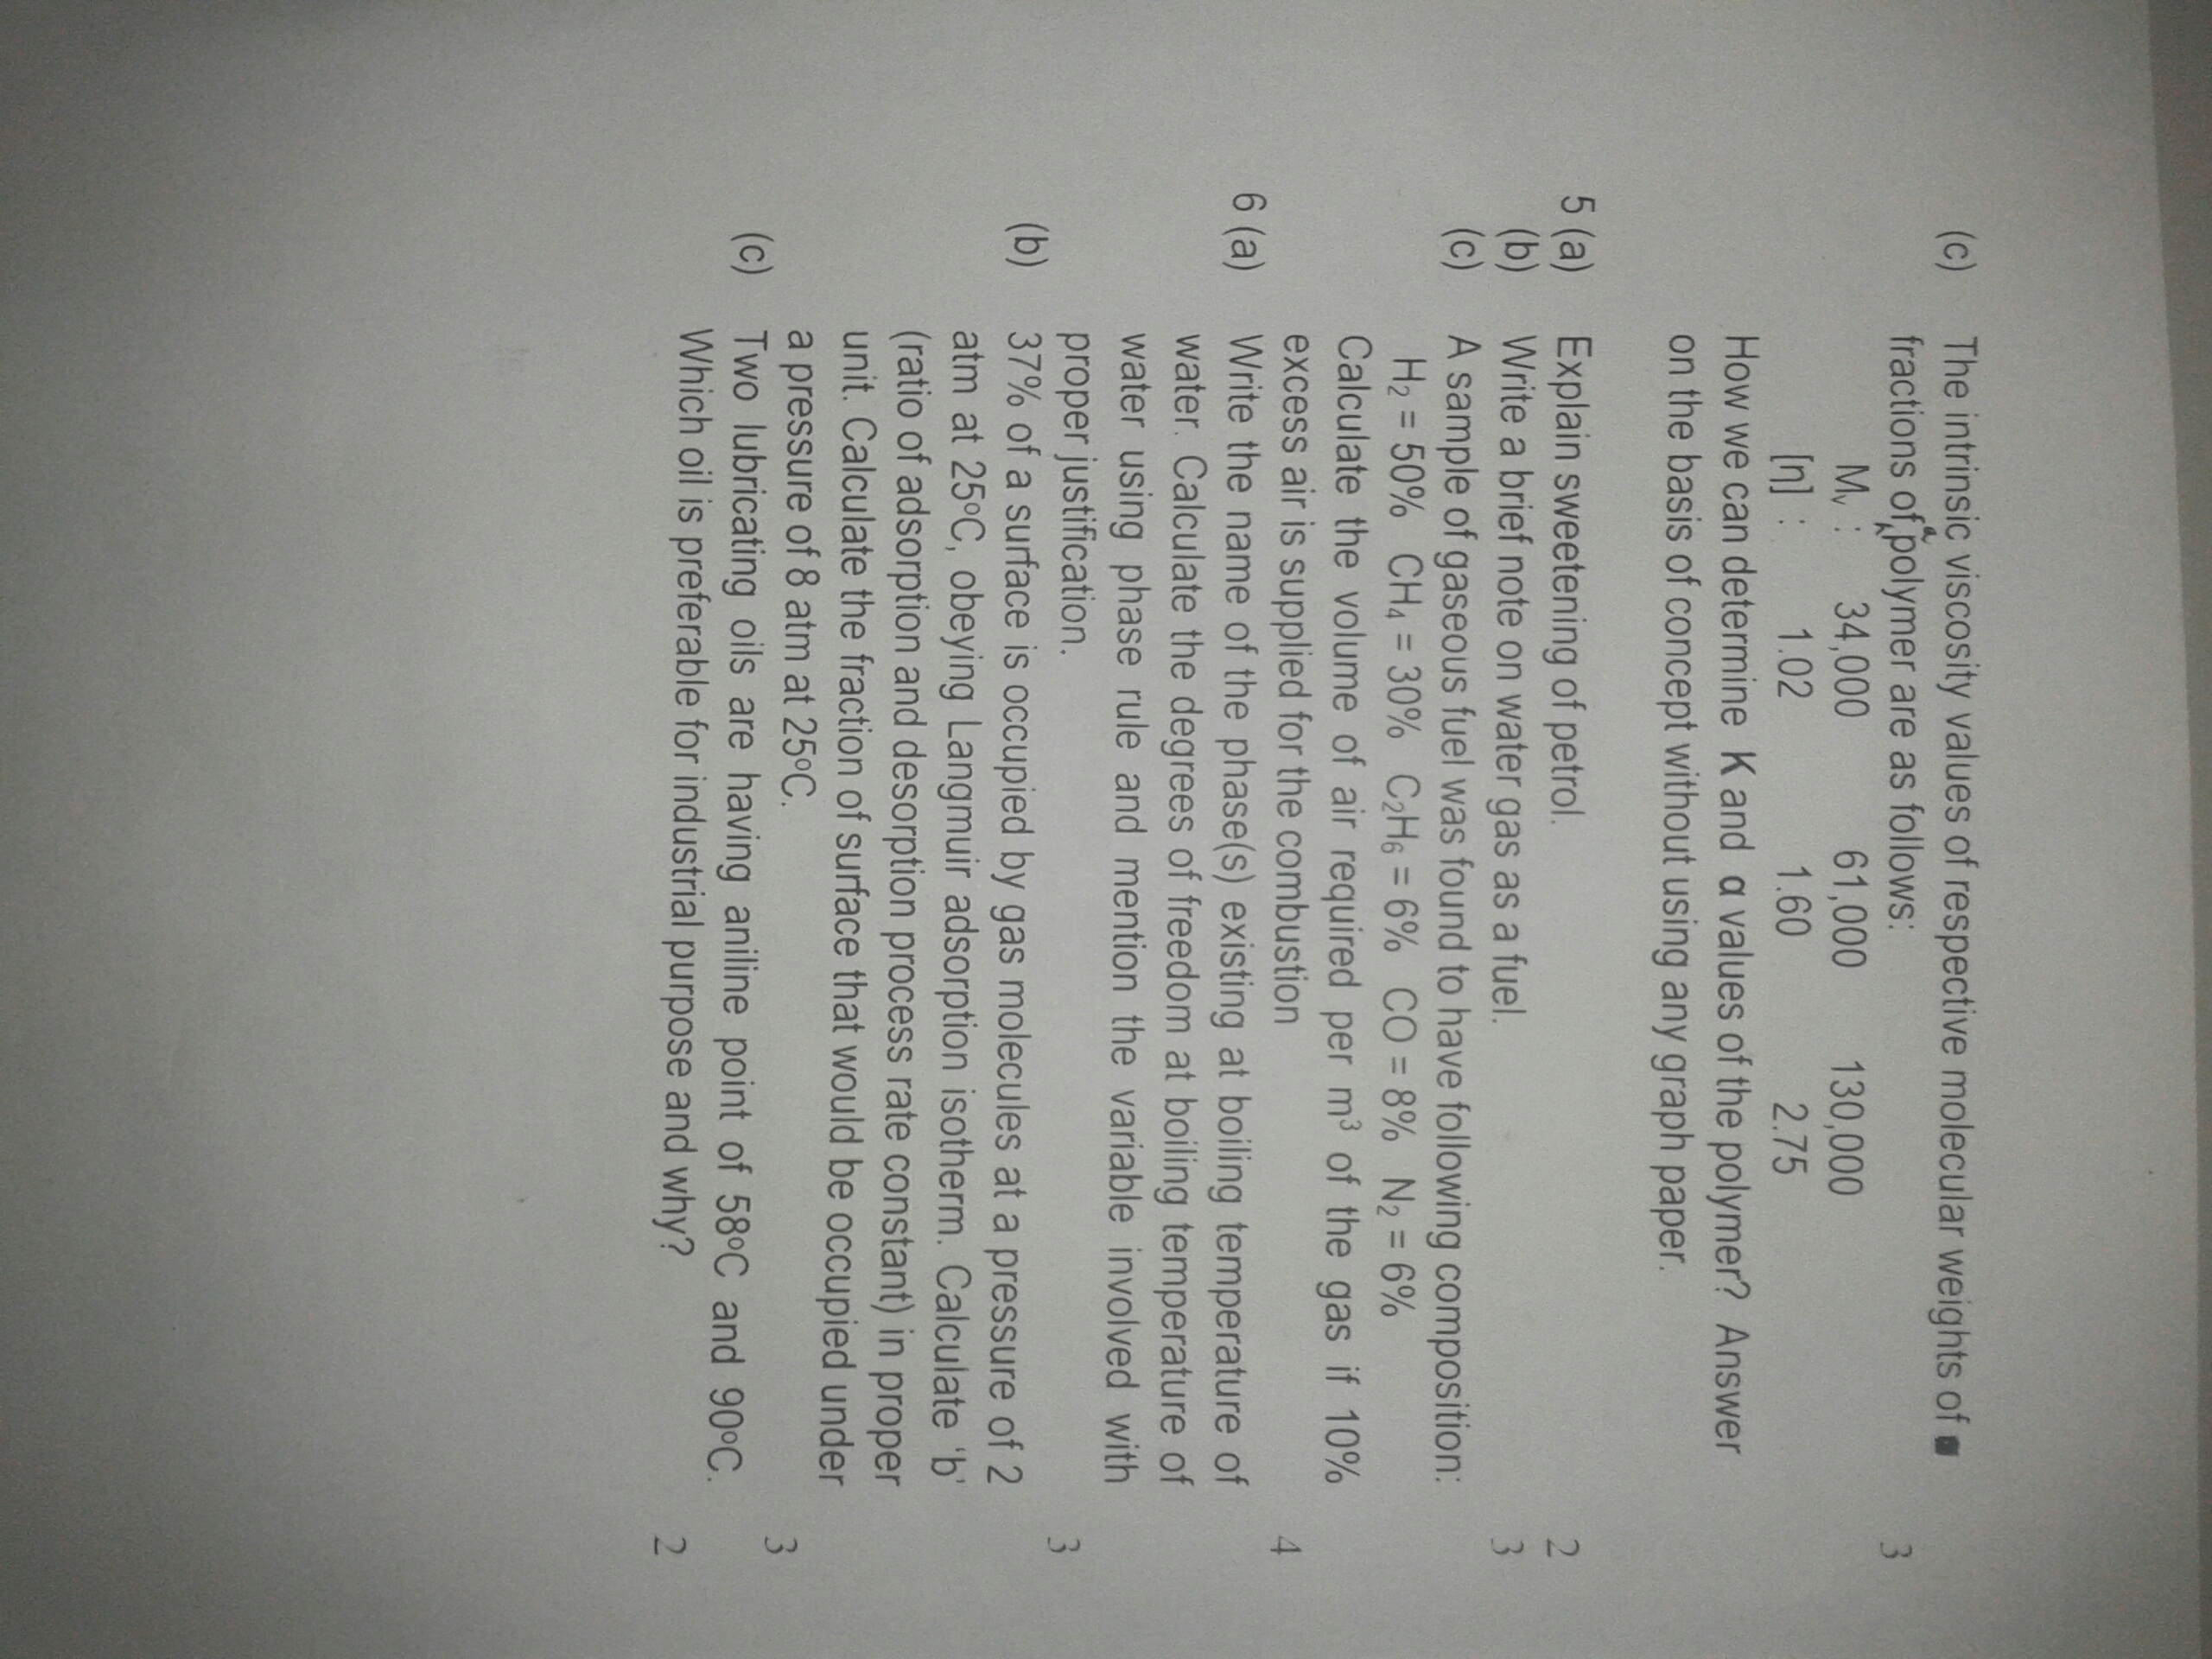 (c) The intrinsic viscosity values of respective molecular weights of
fractions of a polymer are as follows: 3
Mv : 34,000 61,000 130,000
[η] : 1.02 1.60 2.75
How we can determine K and α values of the polymer? Answer
on the basis of concept without using any graph paper.
5 (a) Explain sweetening of petrol. 2
(b) Write a brief note on water gas as a fuel. 3
(c) A sample of gaseous fuel was found to have following composition:
H₂ = 50% CH₄ = 30% C₂H₆ = 6% CO = 8% N₂ = 6%
Calculate the volume of air required per m³ of the gas if 10%
excess air is supplied for the combustion 4
6 (a) Write the name of the phase(s) existing at boiling temperature of
water. Calculate the degrees of freedom at boiling temperature of
water using phase rule and mention the variable involved with
proper justification. 3
(b) 37% of a surface is occupied by gas molecules at a pressure of 2
atm at 25°C, obeying Langmuir adsorption isotherm. Calculate ‘b’
(ratio of adsorption and desorption process rate constant) in proper
unit. Calculate the fraction of surface that would be occupied under
a pressure of 8 atm at 25°C. 3
(c) Two lubricating oils are having aniline point of 58°C and 90°C.
Which oil is preferable for industrial purpose and why? 2